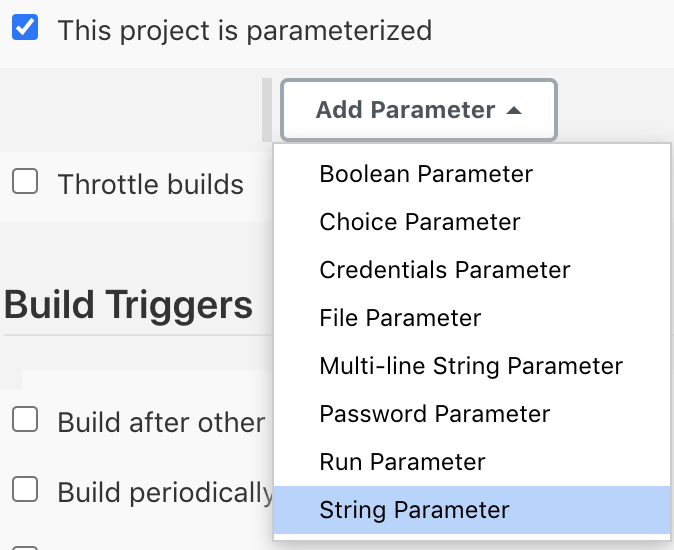 This project is parameterized
Add Parameter
Boolean Parameter
Throttle builds
Choice Parameter
Credentials Parameter
Build Triggers
File Parameter
Multi-line String Parameter
Build after other
Password Parameter
Run Parameter
Build periodically
String Parameter